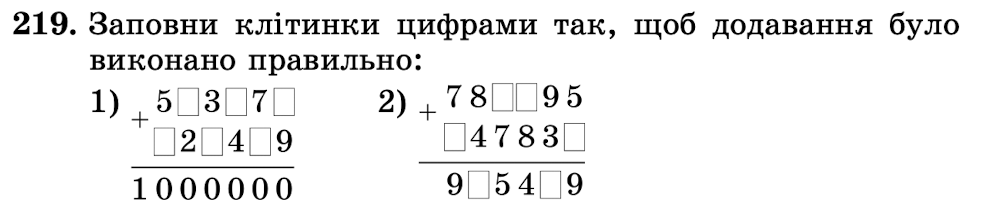 219. Заповни клітинки цифрами так, щоб додавання було
виконано правильно:
1) + 5□3□7□ 2) + 78□□95
□2□4□9 □4783□
1000000 9□54□9